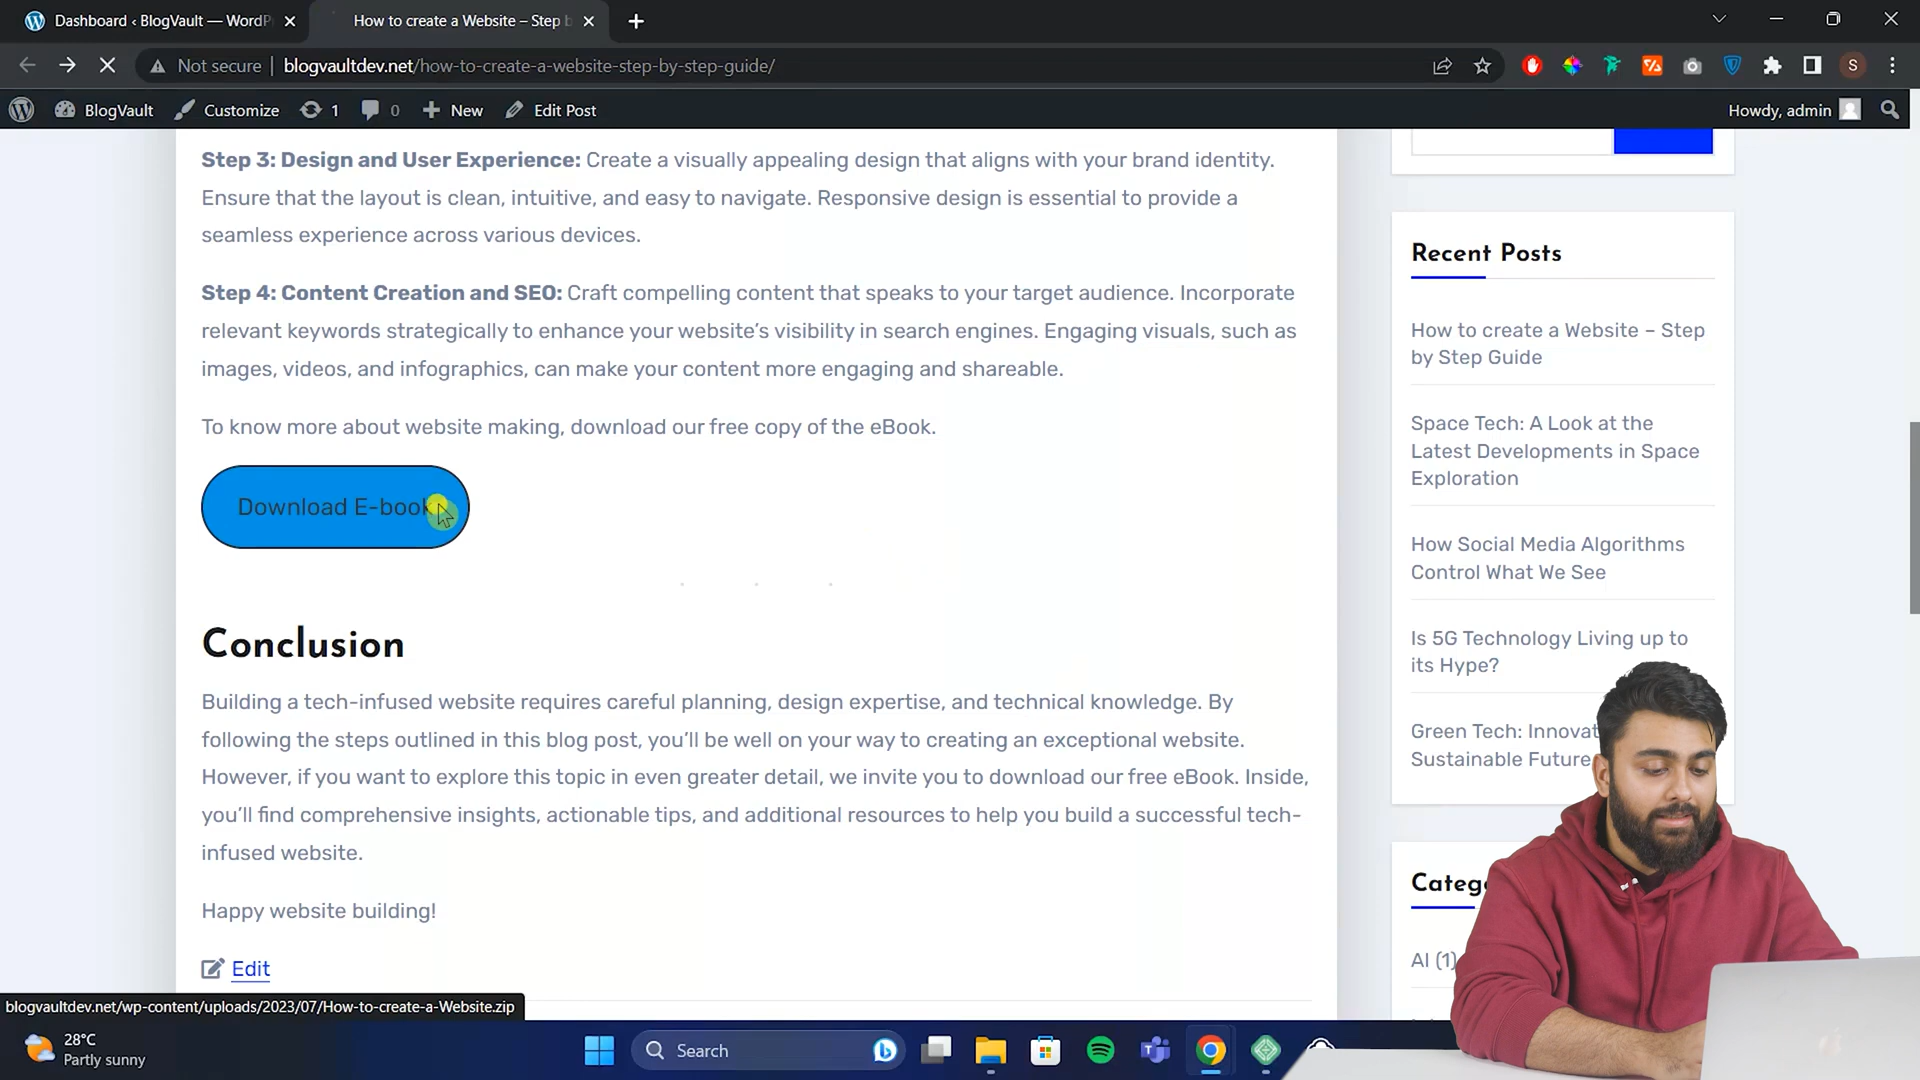 Dashboard ‹ BlogVault — WordPr
How to create a Website – Step b
Not secure
blogvaultdev.net/how-to-create-a-website-step-by-step-guide/
S
BlogVault
Customize
1
0
New
Edit Post
Howdy, admin
Step 3: Design and User Experience: Create a visually appealing design that aligns with your brand identity.
Ensure that the layout is clean, intuitive, and easy to navigate. Responsive design is essential to provide a
seamless experience across various devices.
Step 4: Content Creation and SEO: Craft compelling content that speaks to your target audience. Incorporate
relevant keywords strategically to enhance your website’s visibility in search engines. Engaging visuals, such as
images, videos, and infographics, can make your content more engaging and shareable.
To know more about website making, download our free copy of the eBook.
Download E-book
Conclusion
Building a tech-infused website requires careful planning, design expertise, and technical knowledge. By
following the steps outlined in this blog post, you’ll be well on your way to creating an exceptional website.
However, if you want to explore this topic in even greater detail, we invite you to download our free eBook. Inside,
you’ll find comprehensive insights, actionable tips, and additional resources to help you build a successful tech-
infused website.
Happy website building!
Edit
Recent Posts
How to create a Website – Step
by Step Guide
Space Tech: A Look at the
Latest Developments in Space
Exploration
How Social Media Algorithms
Control What We See
Is 5G Technology Living up to
its Hype?
Green Tech: Innovat
Sustainable Future
Catego
AI (1)
blogvaultdev.net/wp-content/uploads/2023/07/How-to-create-a-Website.zip
28°C
Partly sunny
Search